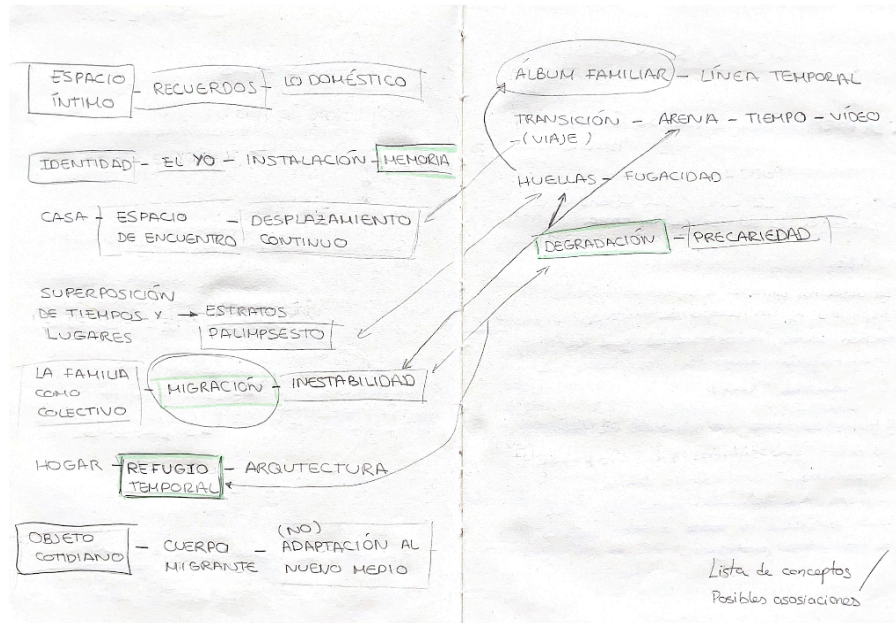 ESPACIO
ÍNTIMO - RECUERDOS - LO DOMÉSTICO
IDENTIDAD - EL YO - INSTALACIÓN - MEMORIA
CASA - ESPACIO
DE ENCUENTRO - DESPLAZAMIENTO
CONTINUO
SUPERPOSICIÓN
DE TIEMPOS Y → ESTRATOS
LUGARES PALIMPSESTO
LA FAMILIA
COMO
COLECTIVO - MIGRACIÓN - INESTABILIDAD
HOGAR - REFUGIO
TEMPORAL - ARQUTECTURA
OBJETO
COTIDIANO - CUERPO
MIGRANTE - (NO)
ADAPTACIÓN AL
NUEVO MEDIO
ÁLBUM FAMILIAR - LÍNEA TEMPORAL
TRANSICIÓN - ARENA - TIEMPO - VÍDEO
- (VIAJE)
HUELLAS - FUGACIDAD
DEGRADACIÓN - PRECARIEDAD
Lista de conceptos /
Posibles asosiaciones